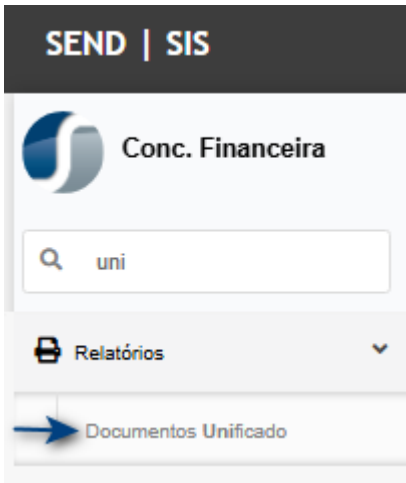 SEND | SIS
Conc. Financeira
uni
Relatórios
Documentos Unificado